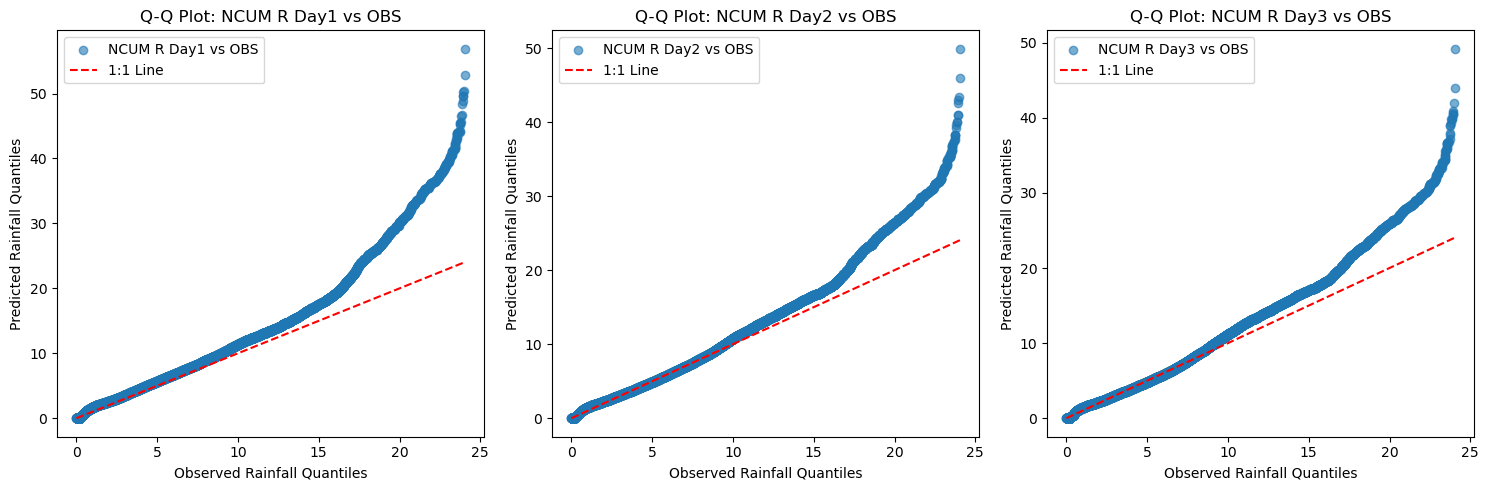 Q-Q Plot: NCUM R Day1 vs OBS
NCUM R Day1 vs OBS
1:1 Line
Predicted Rainfall Quantiles
50
40
30
20
10
0
0 5 10 15 20 25
Observed Rainfall Quantiles
Q-Q Plot: NCUM R Day2 vs OBS
NCUM R Day2 vs OBS
1:1 Line
Predicted Rainfall Quantiles
50
40
30
20
10
0
0 5 10 15 20 25
Observed Rainfall Quantiles
Q-Q Plot: NCUM R Day3 vs OBS
NCUM R Day3 vs OBS
1:1 Line
Predicted Rainfall Quantiles
50
40
30
20
10
0
0 5 10 15 20 25
Observed Rainfall Quantiles